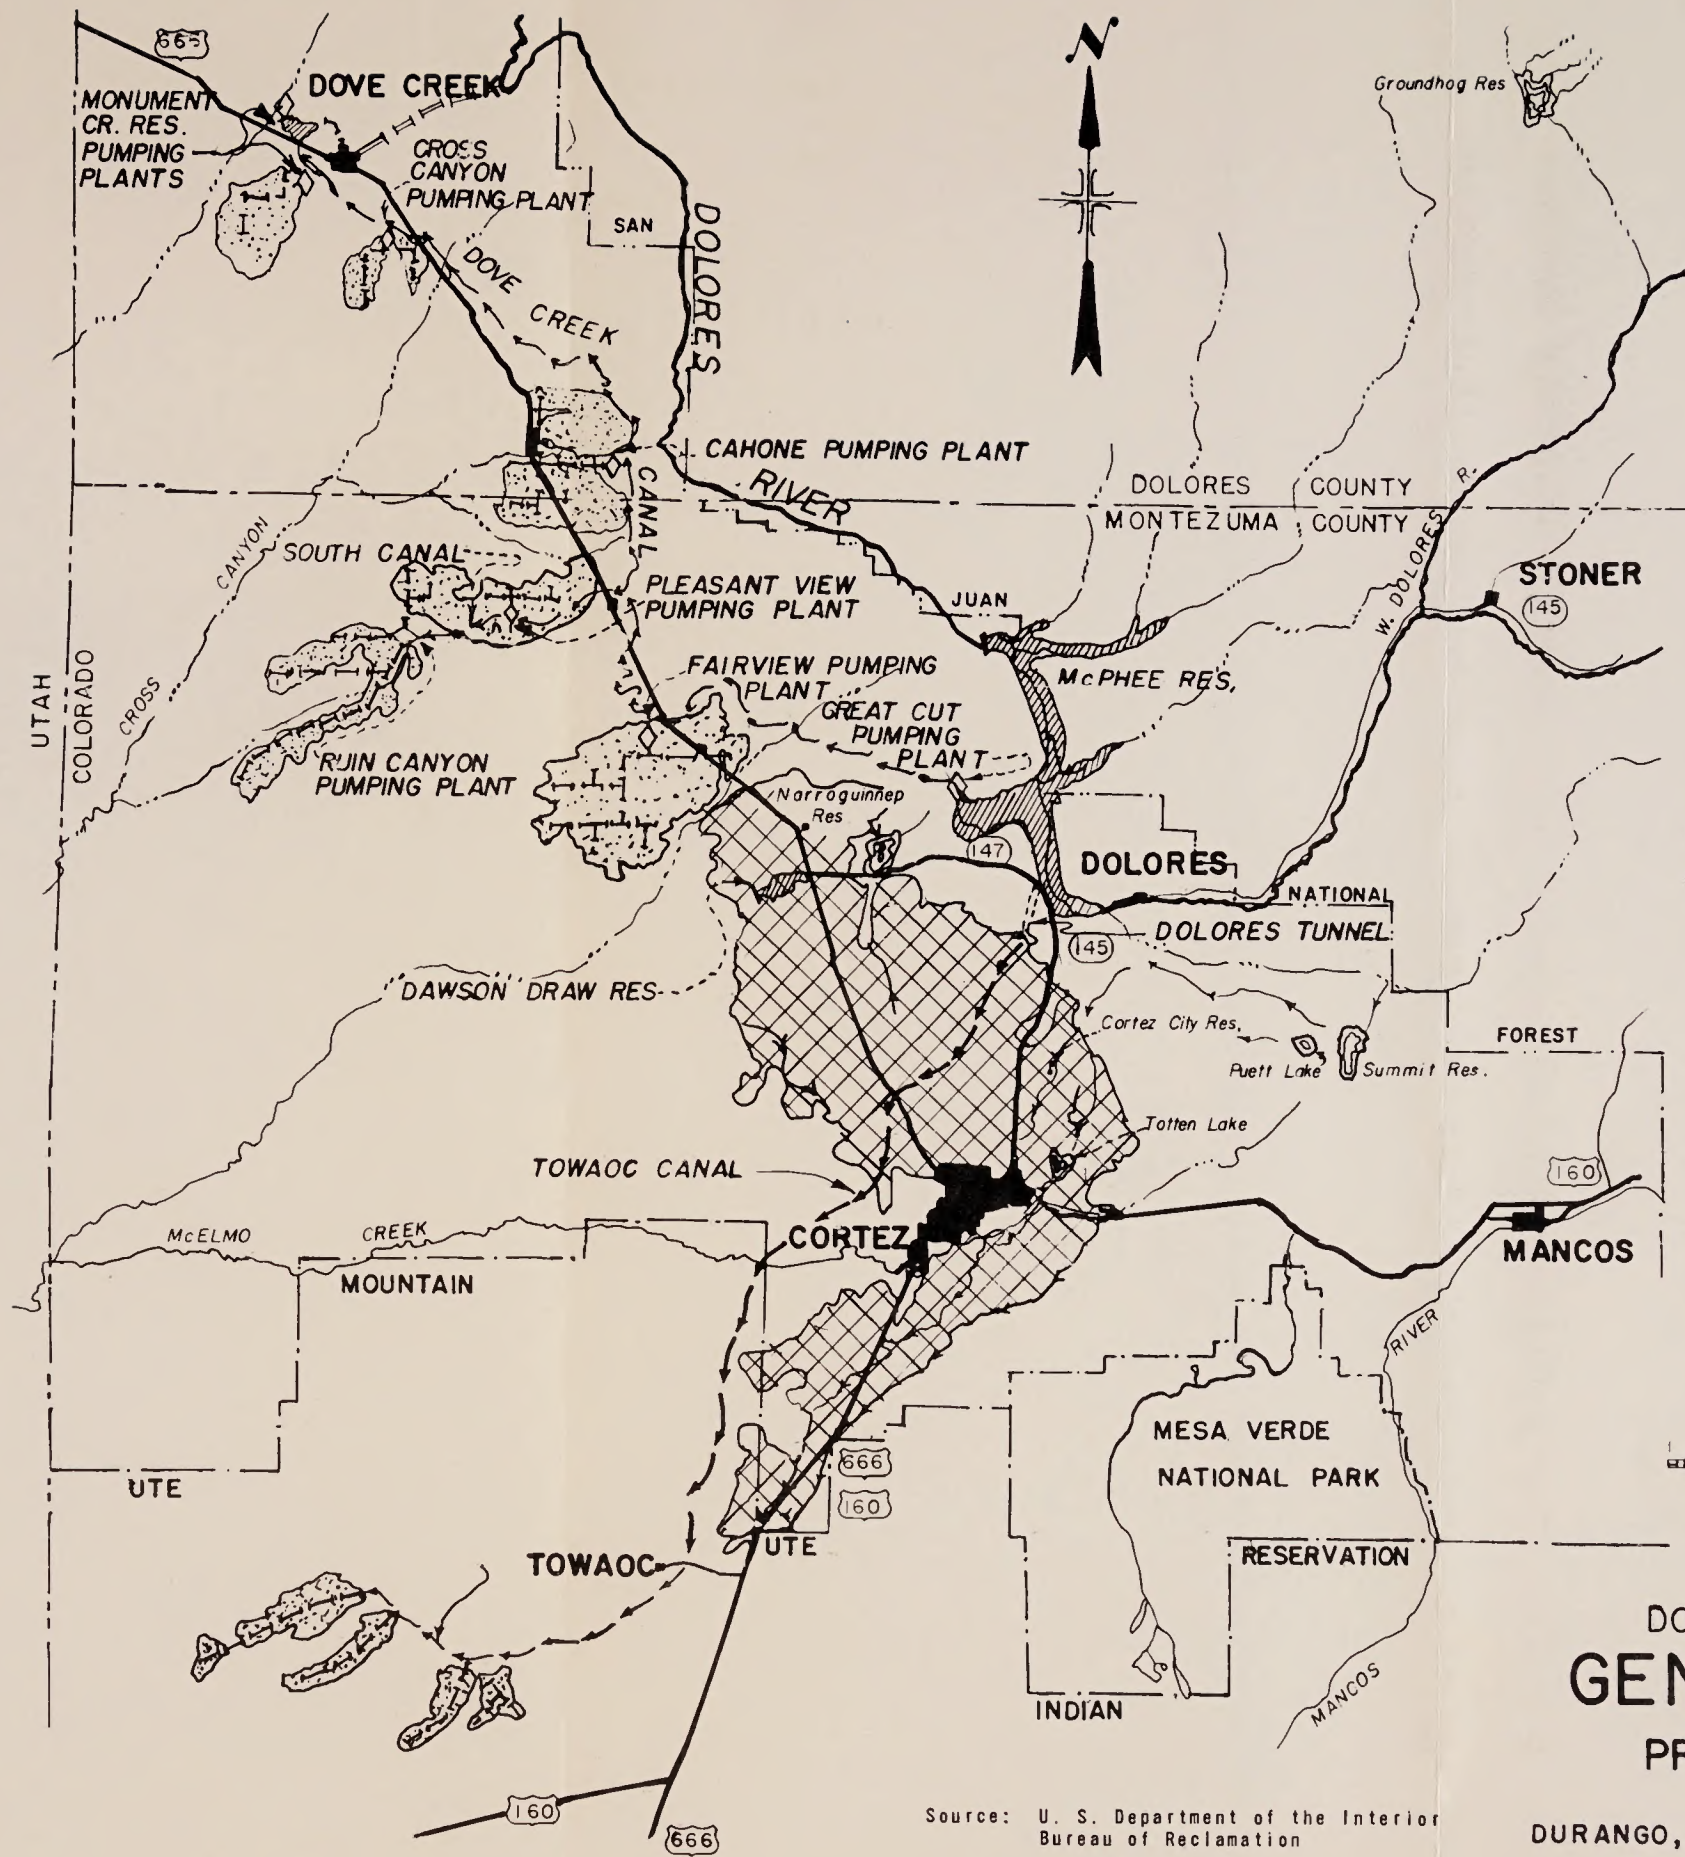 666
DOVE CREEK
MONUMENT
CR. RES.
PUMPING
PLANTS
CROSS
CANYON
PUMPING PLANT
N
Groundhog Res
SAN
DOLORES
DOVE
CREEK
CAHONE PUMPING PLANT
RIVER
CANAL
DOLORES COUNTY
MONTEZUMA COUNTY
W. DOLORES R.
STONER
145
CANYON
SOUTH CANAL
PLEASANT VIEW
PUMPING PLANT
JUAN
McPHEE RES.
UTAH
COLORADO
CROSS
FAIRVIEW PUMPING
PLANT
GREAT CUT
PUMPING
PLANT
RUIN CANYON
PUMPING PLANT
Narraguinnep
Res
147
DOLORES
NATIONAL
DOLORES TUNNEL
145
DAWSON DRAW RES
Cortez City Res.
FOREST
Puett Lake
Summit Res.
Totten Lake
TOWAOC CANAL
160
McELMO
CREEK
CORTEZ
MANCOS
MOUNTAIN
RIVER
MESA VERDE
NATIONAL PARK
666
160
UTE
UTE
RESERVATION
TOWAOC
DO
GEN
INDIAN
MANCOS
PR
160
666
Source: U. S. Department of the Interior
Bureau of Reclamation
DURANGO,